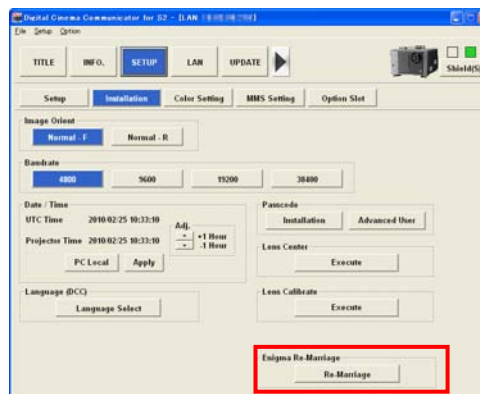 Digital Cinema Communicator for S2 - [LAN
File Setup Option
TITLE INFO. SETUP LAN UPDATE
Shield(S)
Setup Installation Color Setting MMS Setting Option Slot
Image Orient
Normal - F Normal - R
Baudrate
4800 9600 19200 38400
Date / Time
UTC Time 2010/02/25 10:33:10
Adj.
Projector Time 2010/02/25 10:33:10
+1 Hour
-1 Hour
PC Local Apply
Passcode
Installation Advanced User
Lens Center
Execute
Language (DCC)
Language Select
Lens Calibrate
Execute
Enigma Re-Marriage
Re-Marriage